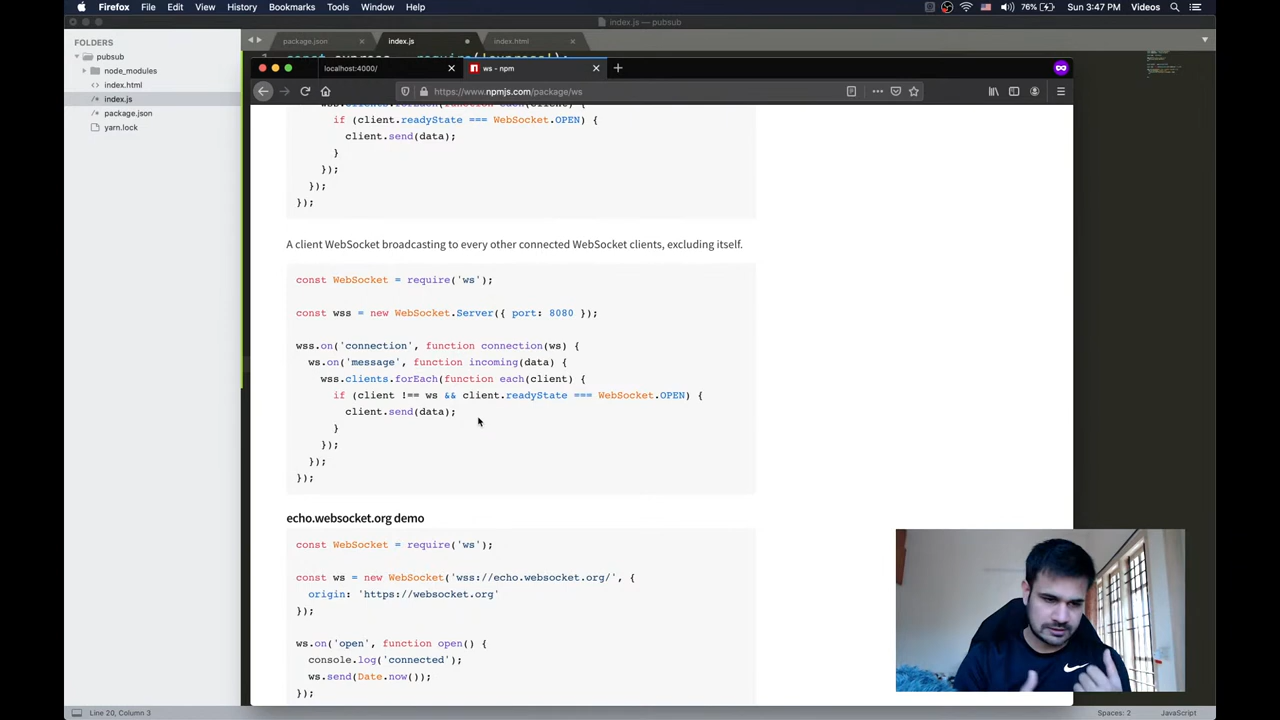 Firefox File Edit View History Bookmarks Tools Window Help
76% Sun 3:47 PM Videos
index.js — pubsub
FOLDERS
pubsub
node_modules
index.html
index.js
package.json
yarn.lock
package.json
index.js
index.html
localhost:4000/
ws - npm
https://www.npmjs.com/package/ws
if (client.readyState === WebSocket.OPEN) {
client.send(data);
}
});
});
});
A client WebSocket broadcasting to every other connected WebSocket clients, excluding itself.
const WebSocket = require('ws');
const wss = new WebSocket.Server({ port: 8080 });
wss.on('connection', function connection(ws) {
ws.on('message', function incoming(data) {
wss.clients.forEach(function each(client) {
if (client !== ws && client.readyState === WebSocket.OPEN) {
client.send(data);
}
});
});
});
echo.websocket.org demo
const WebSocket = require('ws');
const ws = new WebSocket('wss://echo.websocket.org/', {
origin: 'https://websocket.org'
});
ws.on('open', function open() {
console.log('connected');
ws.send(Date.now());
});
Line 20, Column 3
Spaces: 2
JavaScript